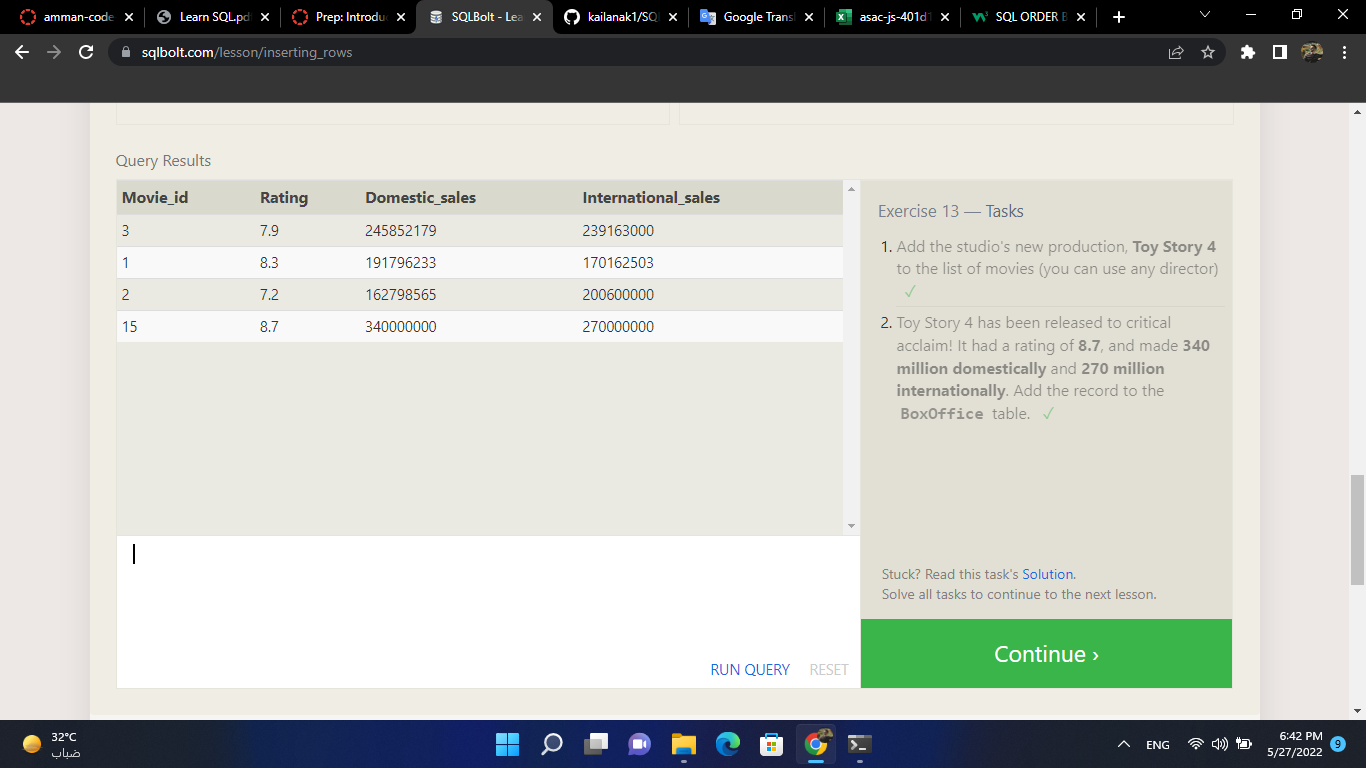 amman-code
Learn SQL.pd
Prep: Introdu
SQLBolt - Lea
kailanak1/SQ
Google Trans
asac-js-401d1
SQL ORDER B
sqlbolt.com/lesson/inserting_rows
Query Results
Movie_id Rating Domestic_sales International_sales
3 7.9 245852179 239163000
1 8.3 191796233 170162503
2 7.2 162798565 200600000
15 8.7 340000000 270000000
Exercise 13 — Tasks
1. Add the studio's new production, Toy Story 4
to the list of movies (you can use any director)
✓
2. Toy Story 4 has been released to critical
acclaim! It had a rating of 8.7, and made 340
million domestically and 270 million
internationally. Add the record to the
BoxOffice table. ✓
Stuck? Read this task's Solution.
Solve all tasks to continue to the next lesson.
RUN QUERY RESET
Continue ›
32°C
ضباب
ENG
6:42 PM
5/27/2022
9